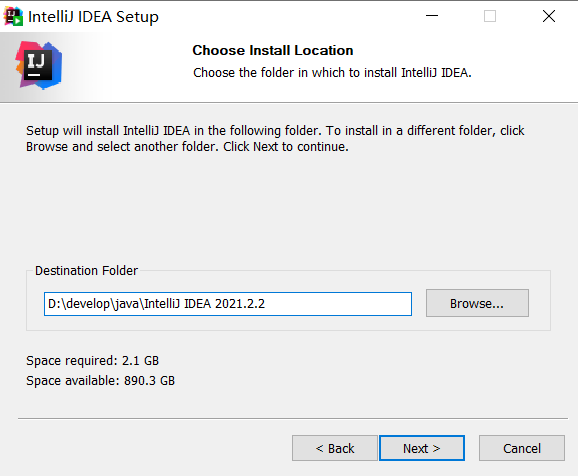 IntelliJ IDEA Setup
IJ
Choose Install Location
Choose the folder in which to install IntelliJ IDEA.
Setup will install IntelliJ IDEA in the following folder. To install in a different folder, click
Browse and select another folder. Click Next to continue.
Destination Folder
D:\develop\java\IntelliJ IDEA 2021.2.2
Browse...
Space required: 2.1 GB
Space available: 890.3 GB
< Back
Next >
Cancel